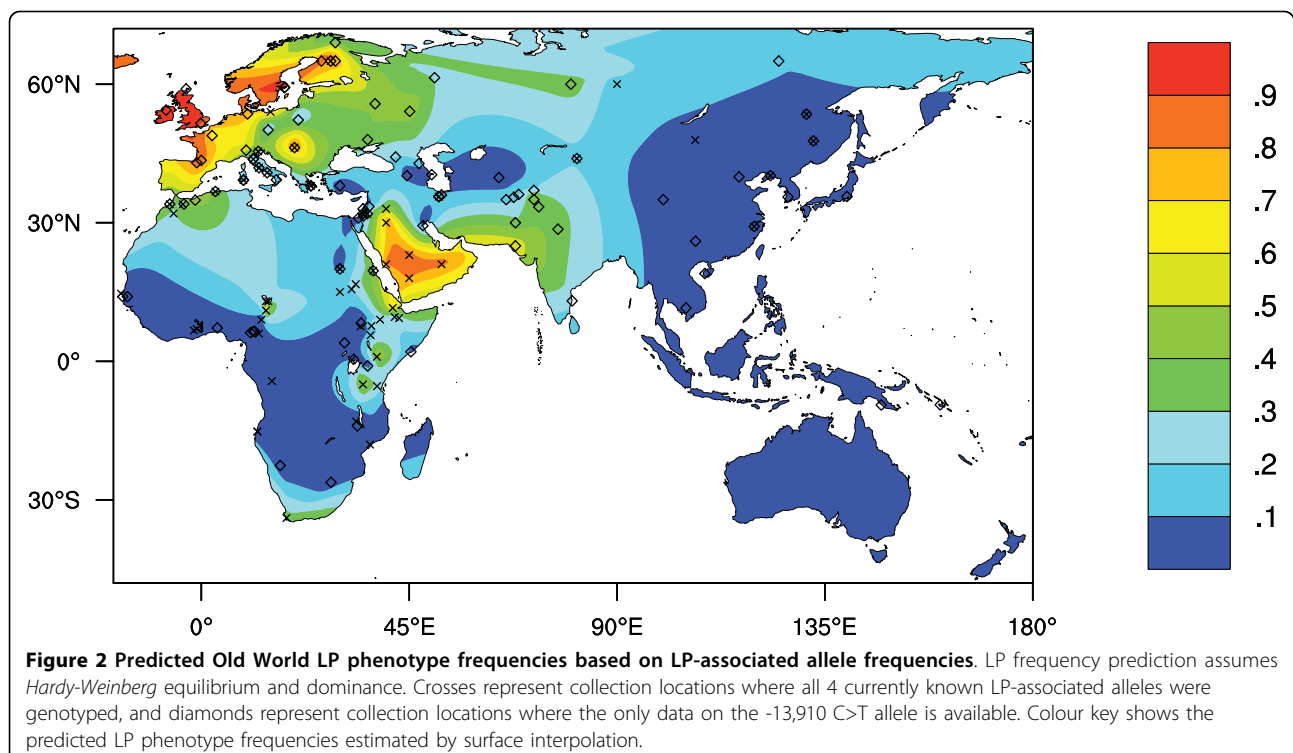 60°N
30°N
0°
30°S
0°
45°E
90°E
135°E
180°
.9
.8
.7
.6
.5
.4
.3
.2
.1
Figure 2 Predicted Old World LP phenotype frequencies based on LP-associated allele frequencies. LP frequency prediction assumes
Hardy-Weinberg equilibrium and dominance. Crosses represent collection locations where all 4 currently known LP-associated alleles were
genotyped, and diamonds represent collection locations where the only data on the -13,910 C>T allele is available. Colour key shows the
predicted LP phenotype frequencies estimated by surface interpolation.